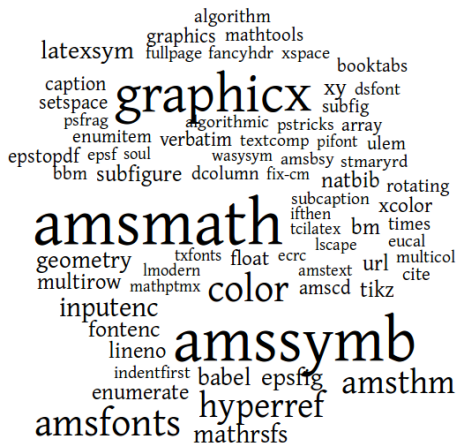 algorithm
graphics mathtools
latexsym fullpage fancyhdr xspace
booktabs
caption graphicx xy dsfont
setspace subfig
psfrag algorithmic pstricks array
enumitem verbatim textcomp pifont ulem
epstopdf epsf soul wasysym amsbsy stmaryrd
bbm subfigure dcolumn fix-cm natbib rotating
amsmath subcaption xcolor
ifthen
tcilatex bm times
lscape eucal
geometry txfonts float ecrc url multicol
multirow lmodern amstext cite
mathptmx color amscd tikz
inputenc
fontenc amssymb
lineno
indentfirst babel epsfig amsthm
enumerate hyperref
amsfonts mathrsfs